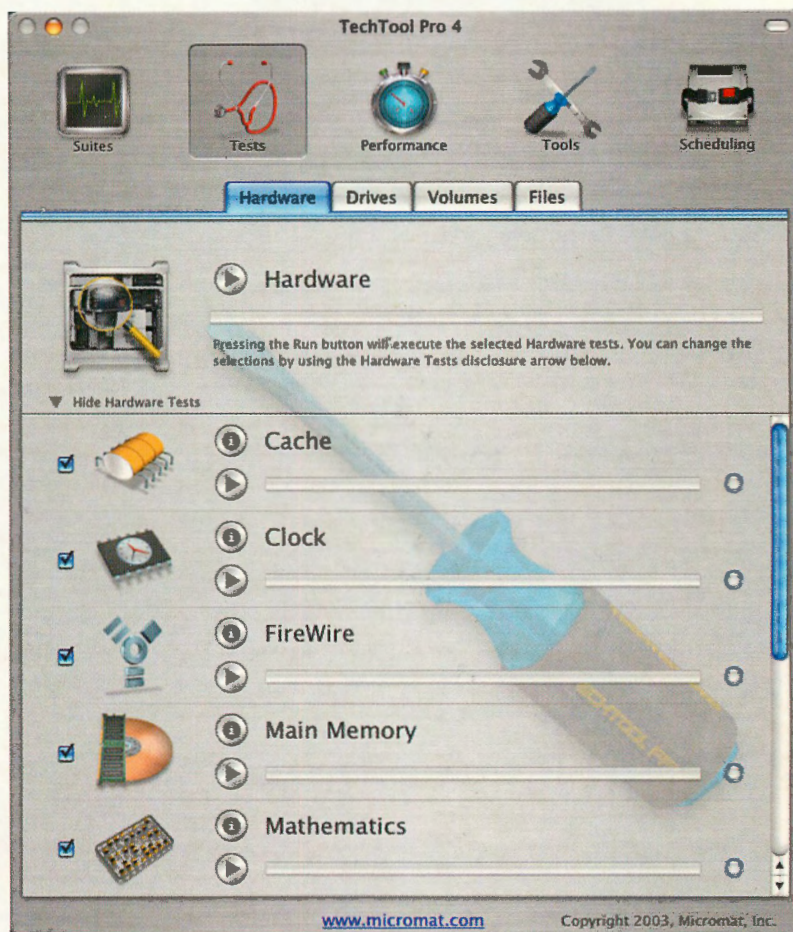 TechTool Pro 4
Suites
Tests
Performance
Tools
Scheduling
Hardware
Drives
Volumes
Files
Hardware
Pressing the Run button will execute the selected Hardware tests. You can change the
selections by using the Hardware Tests disclosure arrow below.
Hide Hardware Tests
Cache
Clock
FireWire
Main Memory
Mathematics
TECHTOOL PRO
www.micromat.com
Copyright 2003, Micromat, Inc.